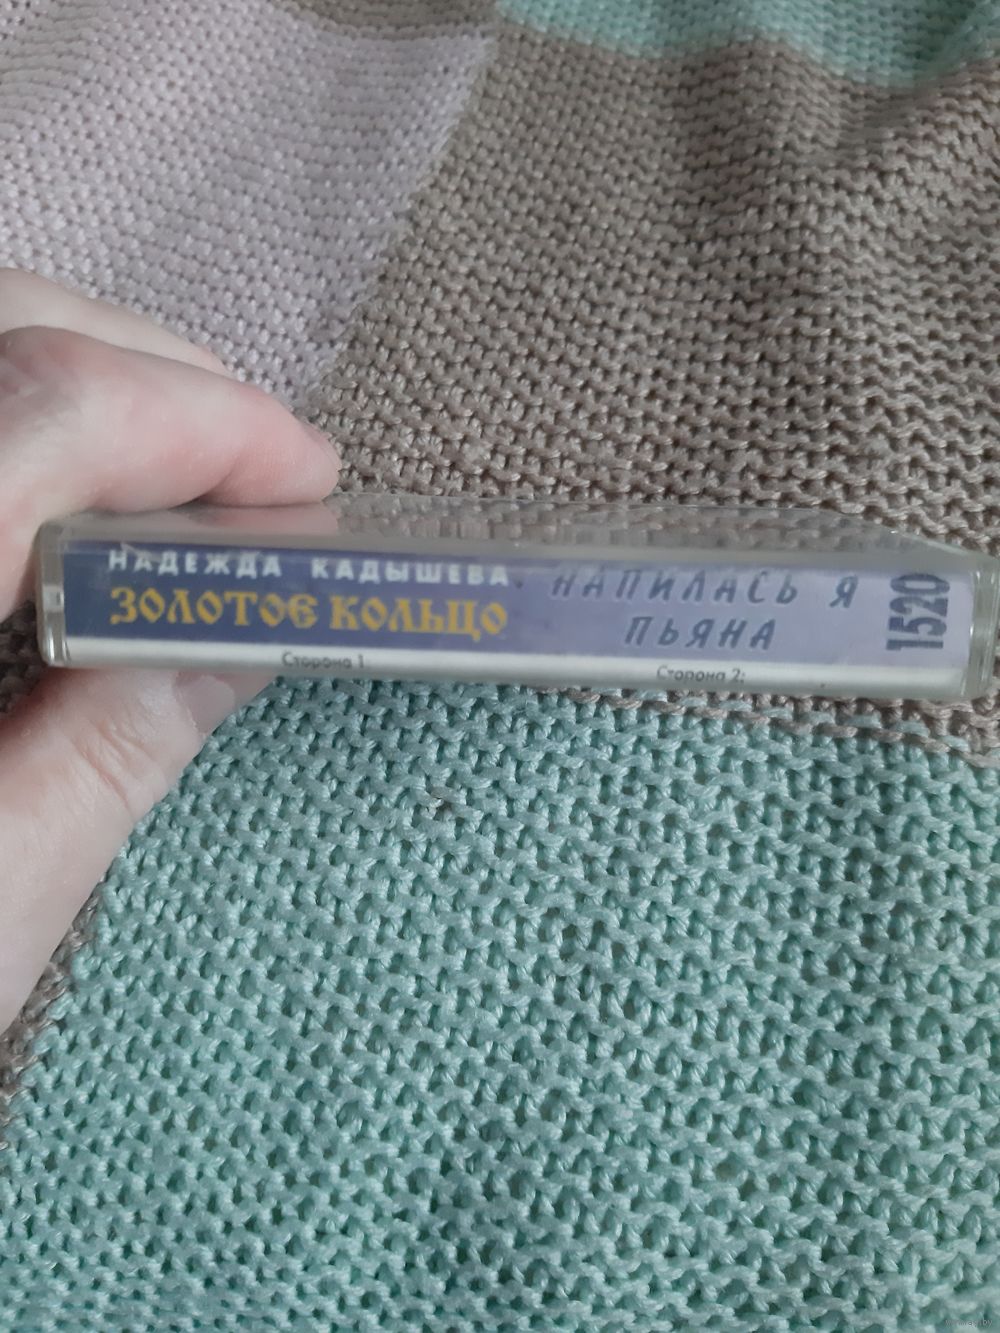 НАДЕЖДА КАДЫШЕВА
ЗОЛОТОЕ КОЛЬЦО
НАПИЛАСЬ Я
ПЬЯНА
1520
Сторона 1:
Сторона 2: